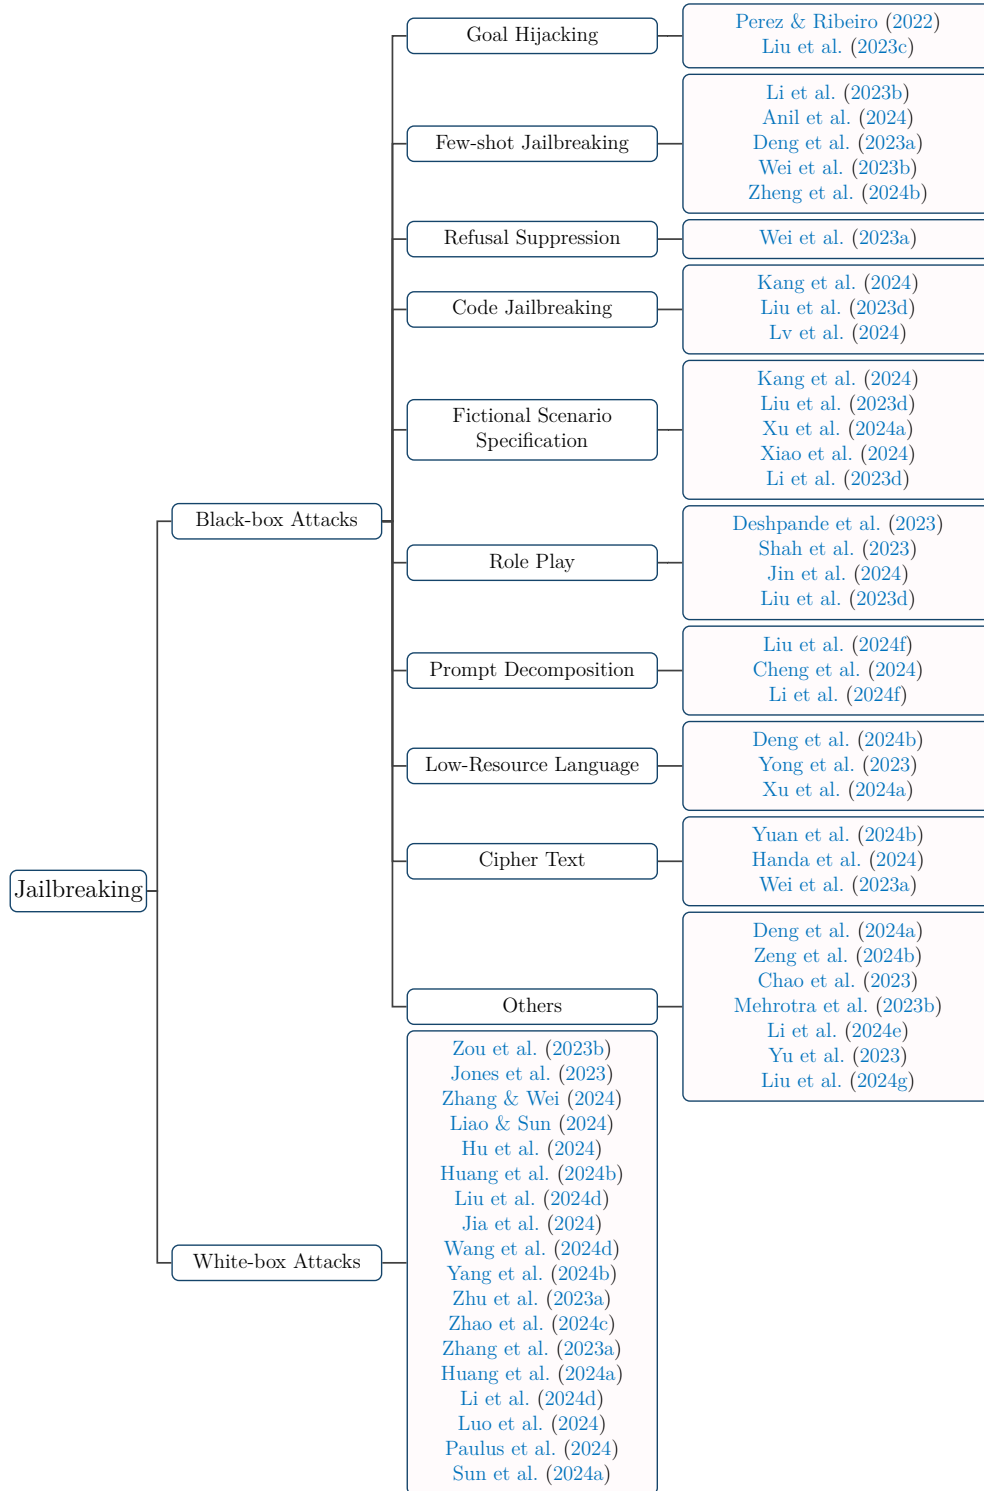 Jailbreaking
Black-box Attacks
Goal Hijacking
Perez & Ribeiro (2022)
Liu et al. (2023c)
Few-shot Jailbreaking
Li et al. (2023b)
Anil et al. (2024)
Deng et al. (2023a)
Wei et al. (2023b)
Zheng et al. (2024b)
Refusal Suppression
Wei et al. (2023a)
Code Jailbreaking
Kang et al. (2024)
Liu et al. (2023d)
Lv et al. (2024)
Fictional Scenario
Specification
Kang et al. (2024)
Liu et al. (2023d)
Xu et al. (2024a)
Xiao et al. (2024)
Li et al. (2023d)
Role Play
Deshpande et al. (2023)
Shah et al. (2023)
Jin et al. (2024)
Liu et al. (2023d)
Prompt Decomposition
Liu et al. (2024f)
Cheng et al. (2024)
Li et al. (2024f)
Low-Resource Language
Deng et al. (2024b)
Yong et al. (2023)
Xu et al. (2024a)
Cipher Text
Yuan et al. (2024b)
Handa et al. (2024)
Wei et al. (2023a)
Others
Deng et al. (2024a)
Zeng et al. (2024b)
Chao et al. (2023)
Mehrotra et al. (2023b)
Li et al. (2024e)
Yu et al. (2023)
Liu et al. (2024g)
White-box Attacks
Zou et al. (2023b)
Jones et al. (2023)
Zhang & Wei (2024)
Liao & Sun (2024)
Hu et al. (2024)
Huang et al. (2024b)
Liu et al. (2024d)
Jia et al. (2024)
Wang et al. (2024d)
Yang et al. (2024b)
Zhu et al. (2023a)
Zhao et al. (2024c)
Zhang et al. (2023a)
Huang et al. (2024a)
Li et al. (2024d)
Luo et al. (2024)
Paulus et al. (2024)
Sun et al. (2024a)